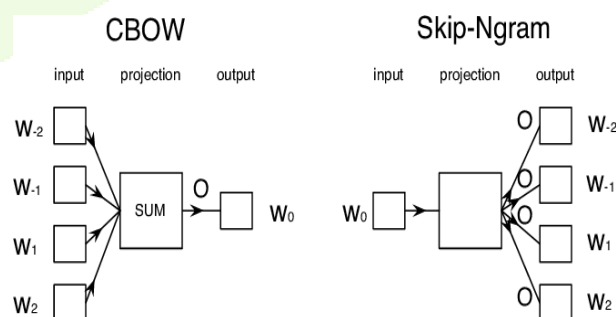 CBOW
input projection output
W-2
W-1
W1
W2
SUM
O
W0
Skip-Ngram
input projection output
W0
O
O
O
O
W-2
W-1
W1
W2